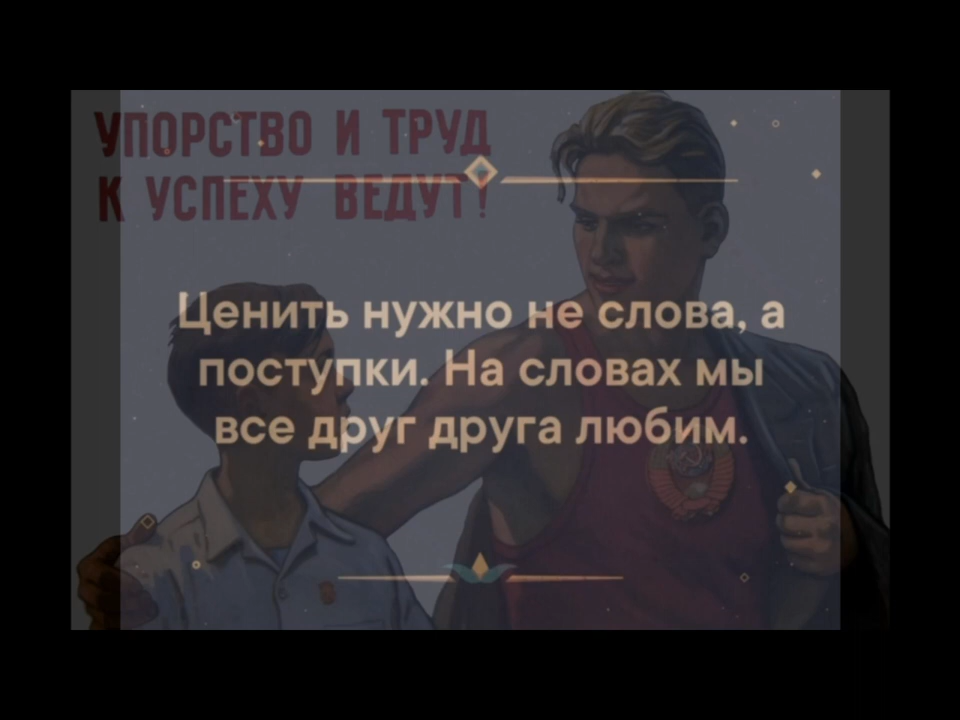 УПОРСТВО И ТРУД
К УСПЕХУ ВЕДУТ!
Ценить нужно не слова, а
поступки. На словах мы
все друг друга любим.